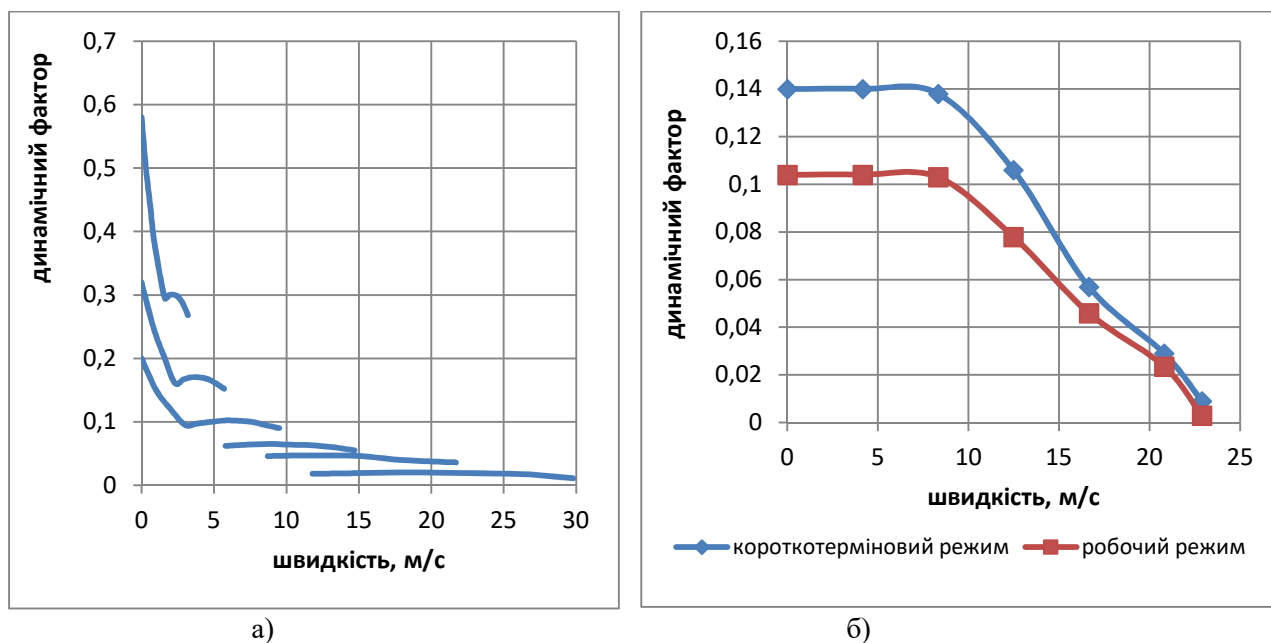 динамічний фактор
0,7
0,6
0,5
0,4
0,3
0,2
0,1
0
0 5 10 15 20 25 30
швидкість, м/с
а)
динамічний фактор
0,16
0,14
0,12
0,1
0,08
0,06
0,04
0,02
0
0 5 10 15 20 25
швидкість, м/с
короткотерміновий режим робочий режим
б)